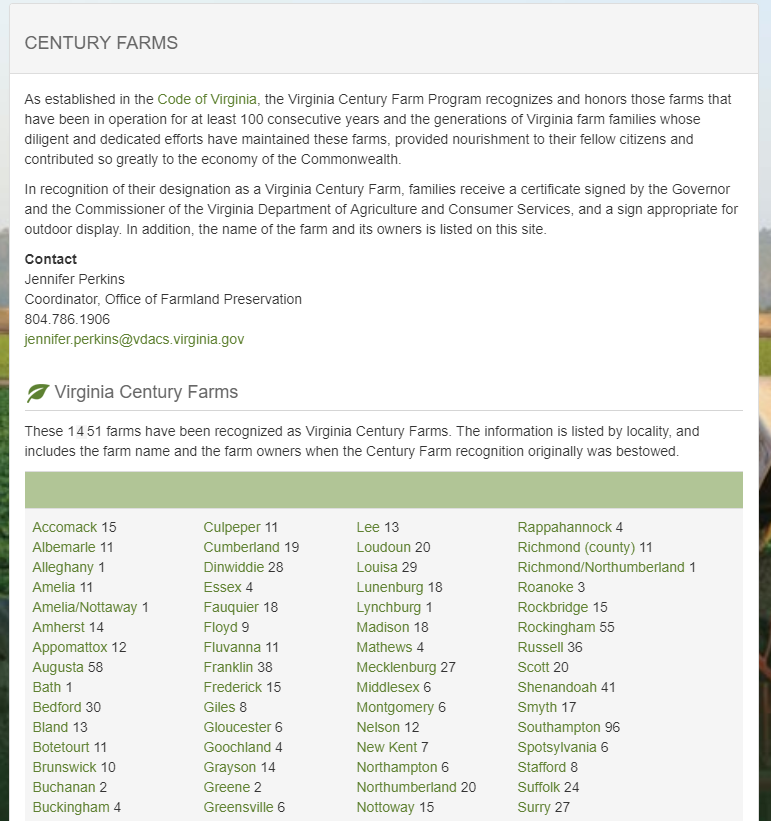 CENTURY FARMS
As established in the Code of Virginia, the Virginia Century Farm Program recognizes and honors those farms that
have been in operation for at least 100 consecutive years and the generations of Virginia farm families whose
diligent and dedicated efforts have maintained these farms, provided nourishment to their fellow citizens and
contributed so greatly to the economy of the Commonwealth.
In recognition of their designation as a Virginia Century Farm, families receive a certificate signed by the Governor
and the Commissioner of the Virginia Department of Agriculture and Consumer Services, and a sign appropriate for
outdoor display. In addition, the name of the farm and its owners is listed on this site.
Contact
Jennifer Perkins
Coordinator, Office of Farmland Preservation
804.786.1906
jennifer.perkins@vdacs.virginia.gov
Virginia Century Farms
These 1451 farms have been recognized as Virginia Century Farms. The information is listed by locality, and
includes the farm name and the farm owners when the Century Farm recognition originally was bestowed.
Accomack 15
Albemarle 11
Alleghany 1
Amelia 11
Amelia/Nottaway 1
Amherst 14
Appomattox 12
Augusta 58
Bath 1
Bedford 30
Bland 13
Botetourt 11
Brunswick 10
Buchanan 2
Buckingham 4
Culpeper 11
Cumberland 19
Dinwiddie 28
Essex 4
Fauquier 18
Floyd 9
Fluvanna 11
Franklin 38
Frederick 15
Giles 8
Gloucester 6
Goochland 4
Grayson 14
Greene 2
Greensville 6
Lee 13
Loudoun 20
Louisa 29
Lunenburg 18
Lynchburg 1
Madison 18
Mathews 4
Mecklenburg 27
Middlesex 6
Montgomery 6
Nelson 12
New Kent 7
Northampton 6
Northumberland 20
Nottoway 15
Rappahannock 4
Richmond (county) 11
Richmond/Northumberland 1
Roanoke 3
Rockbridge 15
Rockingham 55
Russell 36
Scott 20
Shenandoah 41
Smyth 17
Southampton 96
Spotsylvania 6
Stafford 8
Suffolk 24
Surry 27